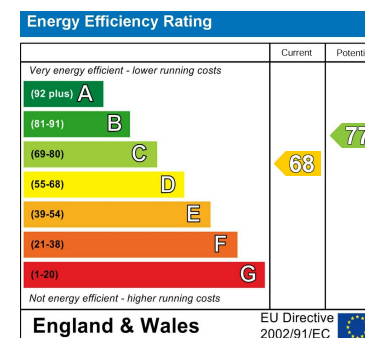 Energy Efficiency Rating
Current Potenti
Very energy efficient - lower running costs
(92 plus) A
(81-91) B
(69-80) C
(55-68) D
(39-54) E
(21-38) F
(1-20) G
68
77
Not energy efficient - higher running costs
England & Wales
EU Directive
2002/91/EC